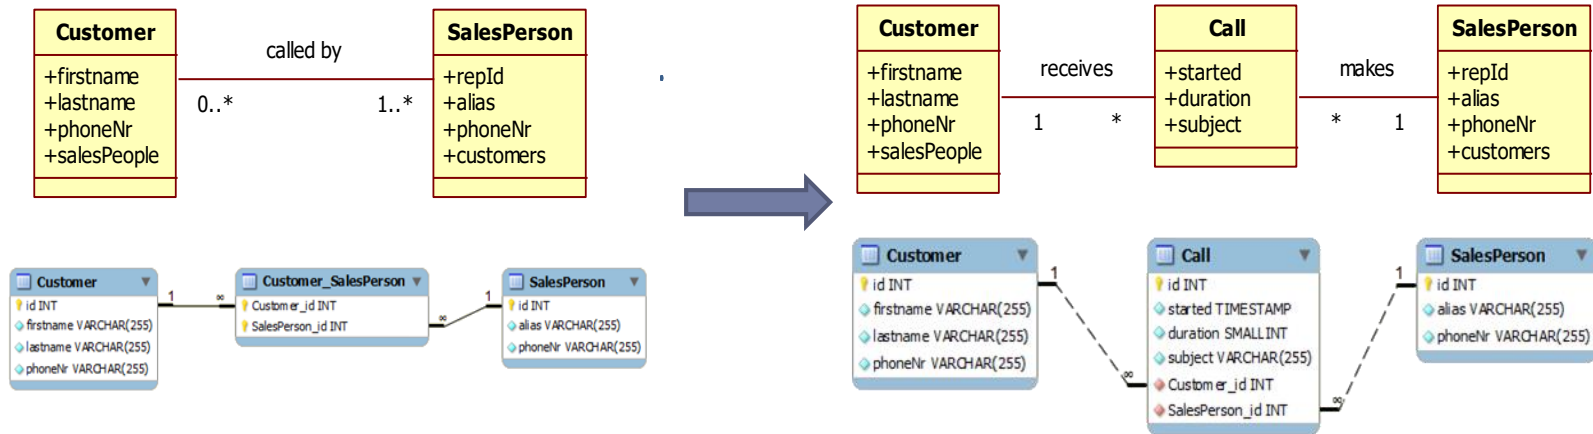 Customer
+firstname
+lastname
+phoneNr
+salesPeople
called by
0..*
1..*
SalesPerson
+repId
+alias
+phoneNr
+customers
Customer
+firstname
+lastname
+phoneNr
+salesPeople
receives
1
*
Call
+started
+duration
+subject
makes
*
1
SalesPerson
+repId
+alias
+phoneNr
+customers
Customer
id INT
firstname VARCHAR(255)
lastname VARCHAR(255)
phoneNr VARCHAR(255)
1
∞
Customer_SalesPerson
Customer_id INT
SalesPerson_id INT
∞
1
SalesPerson
id INT
alias VARCHAR(255)
phoneNr VARCHAR(255)
Customer
id INT
firstname VARCHAR(255)
lastname VARCHAR(255)
phoneNr VARCHAR(255)
1
∞
Call
id INT
started TIMESTAMP
duration SMALLINT
subject VARCHAR(255)
Customer_id INT
SalesPerson_id INT
∞
1
SalesPerson
id INT
alias VARCHAR(255)
phoneNr VARCHAR(255)